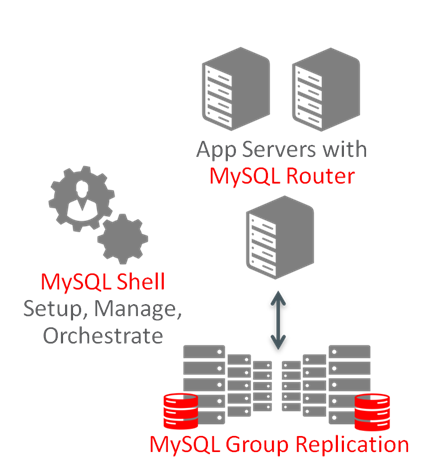 App Servers with
MySQL Router
MySQL Shell
Setup, Manage,
Orchestrate
MySQL Group Replication